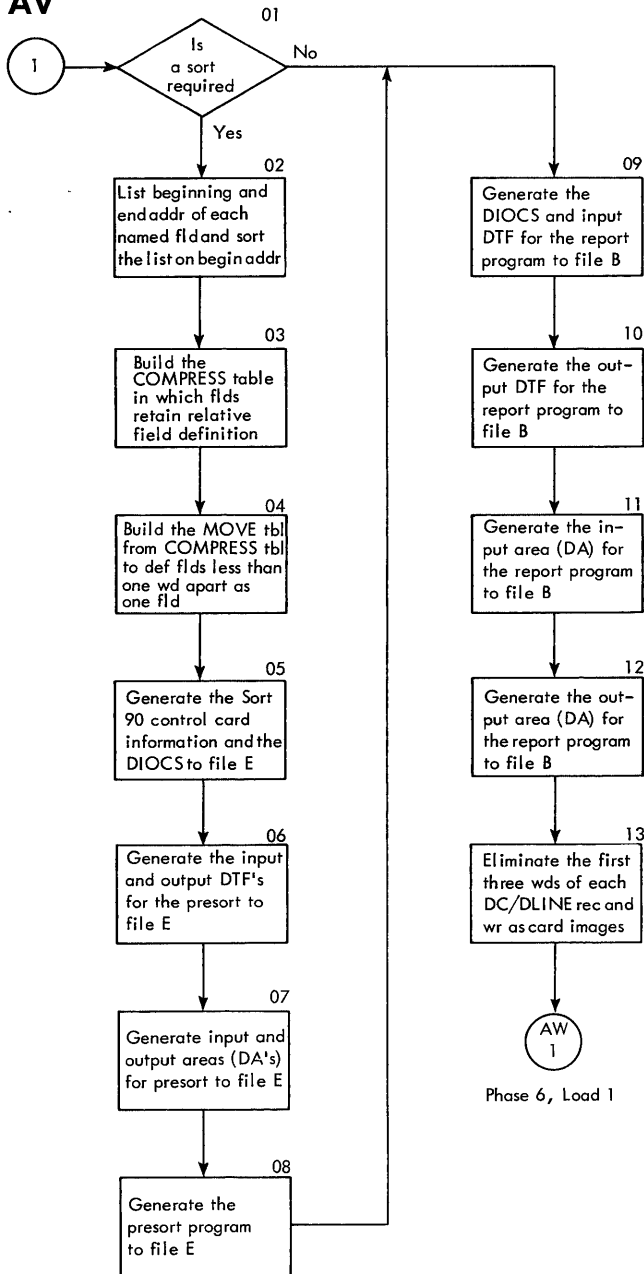 AV
01
1
Is
a sort
required
No
Yes
02
List beginning and
end addr of each
named fld and sort
the list on begin addr
03
Build the
COMPRESS table
in which flds
retain relative
field definition
04
Build the MOVE tbl
from COMPRESS tbl
to def flds less than
one wd apart as
one fld
05
Generate the Sort
90 control card
information and the
DIOCS to file E
06
Generate the input
and output DTF's
for the presort to
file E
07
Generate input and
output areas (DA's)
for presort to file E
08
Generate the
presort program
to file E
09
Generate the
DIOCS and input
DTF for the report
program to file B
10
Generate the out-
put DTF for the
report program to
file B
11
Generate the in-
put area (DA) for
the report program
to file B
12
Generate the out-
put area (DA) for
the report program
to file B
13
Eliminate the first
three wds of each
DC/DLINE rec and
wr as card images
AW
1
Phase 6, Load 1